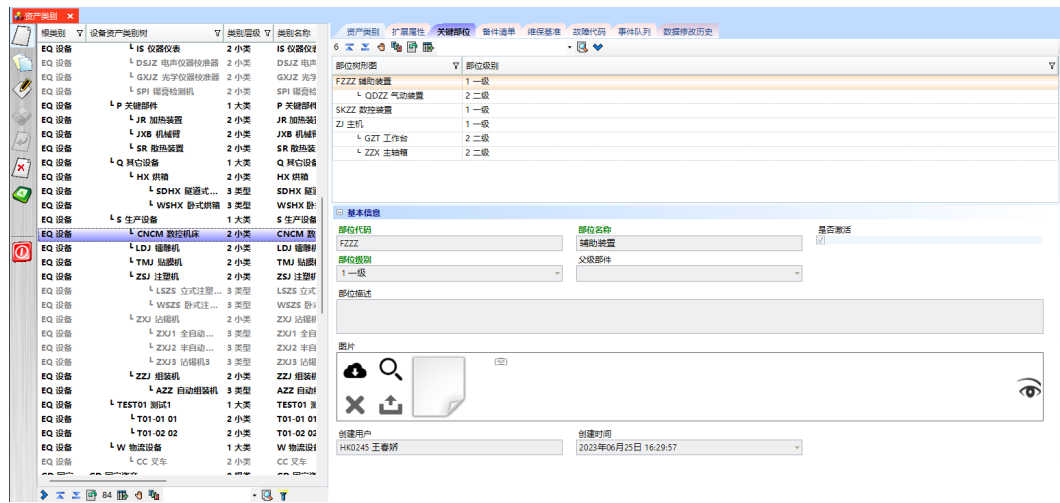 资产类别
根类别 设备资产类别树 类别层级 类别名称
EQ 设备 └ IS 仪器仪表 2 小类 IS 仪器仪表
EQ 设备 └ DSJZ 电声仪器校准器 2 小类 DSJZ 电声
EQ 设备 └ GXJZ 光学仪器校准器 2 小类 GXJZ 光学
EQ 设备 └ SPI 锡膏检测机 2 小类 SPI 锡膏检
EQ 设备 └ P 关键部件 1 大类 P 关键部件
EQ 设备 └ JR 加热装置 2 小类 JR 加热装置
EQ 设备 └ JXB 机械臂 2 小类 JXB 机械臂
EQ 设备 └ SR 散热装置 2 小类 SR 散热装
EQ 设备 └ Q 其它设备 1 大类 Q 其它设备
EQ 设备 └ HX 烘箱 2 小类 HX 烘箱
EQ 设备 └ SDHX 隧道式... 3 类型 SDHX 隧道
EQ 设备 └ WSHX 卧式烘箱 3 类型 WSHX 卧
EQ 设备 └ S 生产设备 1 大类 S 生产设备
EQ 设备 └ CNCM 数控机床 2 小类 CNCM 数
EQ 设备 └ LDJ 镭雕机 2 小类 LDJ 镭雕机
EQ 设备 └ TMJ 贴膜机 2 小类 TMJ 贴膜
EQ 设备 └ ZSJ 注塑机 2 小类 ZSJ 注塑机
EQ 设备 └ LSZS 立式注塑... 3 类型 LSZS 立式
EQ 设备 └ WSZS 卧式注... 3 类型 WSZS 卧
EQ 设备 └ ZXJ 沾锡机 2 小类 ZXJ 沾锡机
EQ 设备 └ ZXJ1 全自动... 3 类型 ZXJ1 全自
EQ 设备 └ ZXJ2 半自动... 3 类型 ZXJ2 半自
EQ 设备 └ ZXJ3 沾锡机3 3 类型 ZXJ3 沾锡
EQ 设备 └ ZZJ 组装机 2 小类 ZZJ 组装机
EQ 设备 └ AZZ 自动组装机 3 类型 AZZ 自动
EQ 设备 └ TEST01 测试1 1 大类 TEST01 测
EQ 设备 └ T01-01 01 2 小类 T01-01 01
EQ 设备 └ T01-02 02 2 小类 T01-02 02
EQ 设备 └ W 物流设备 1 大类 W 物流设备
EQ 设备 └ CC 叉车 2 小类 CC 叉车
84
资产类别 扩展属性 关键部位 备件清单 维保基准 故障代码 事件队列 数据修改历史
6
部位树形图 部位级别
FZZZ 辅助装置 1 一级
└ QDZZ 气动装置 2 二级
SKZZ 数控装置 1 一级
ZJ 主机 1 一级
└ GZT 工作台 2 二级
└ ZZX 主轴箱 2 二级
基本信息
部位代码 部位名称 是否激活
FZZZ 辅助装置
部位级别 父级部件
1 一级
部位描述
图片
创建用户 创建时间
HK0245 王春娇 2023年06月25日 16:29:57